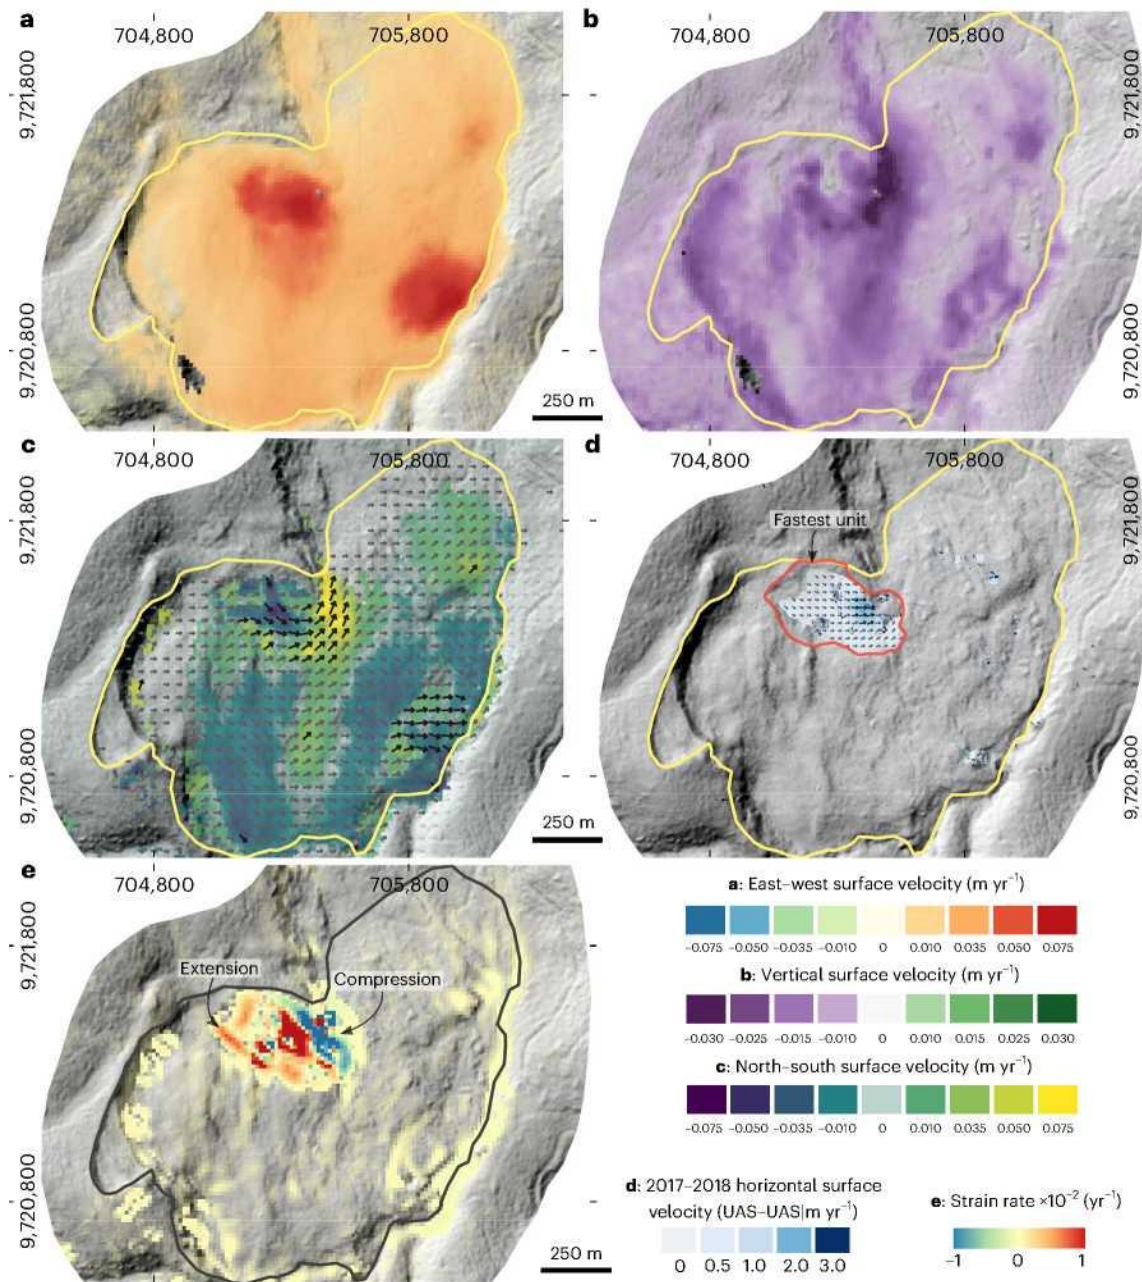 a
b
704,800
705,800
704,800
705,800
9,721,800
9,721,800
9,720,800
9,720,800
250 m
250 m
c
d
704,800
705,800
704,800
705,800
Fastest unit
9,721,800
9,721,800
9,720,800
9,720,800
250 m
250 m
e
704,800
705,800
Extension
Compression
9,721,800
9,720,800
250 m
a: East–west surface velocity (m yr⁻¹)
−0.075 −0.050 −0.035 −0.010 0 0.010 0.035 0.050 0.075
b: Vertical surface velocity (m yr⁻¹)
−0.030 −0.025 −0.015 −0.010 0 0.010 0.015 0.025 0.030
c: North–south surface velocity (m yr⁻¹)
−0.075 −0.050 −0.035 −0.010 0 0.010 0.035 0.050 0.075
d: 2017–2018 horizontal surface
velocity (UAS–UAS|m yr⁻¹)
0 0.5 1.0 2.0 3.0
e: Strain rate ×10⁻² (yr⁻¹)
−1 0 1